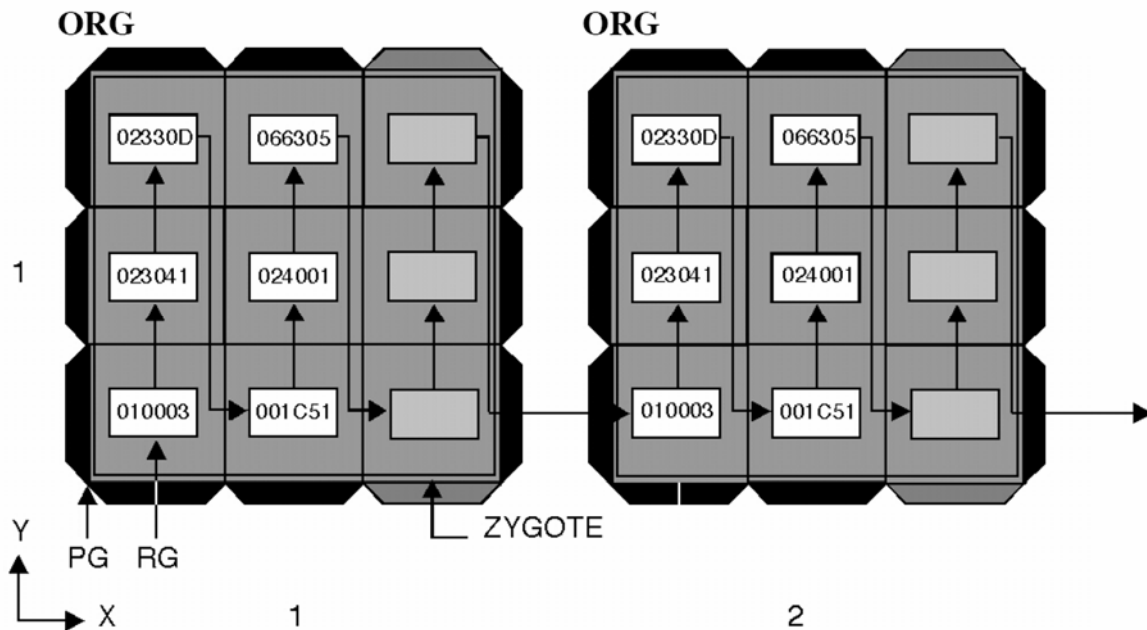 ORG ORG
02330D 066305 02330D 066305
1 023041 024001 023041 024001
010003 001C51 010003 001C51
ZYGOTE
Y PG RG
X 1 2